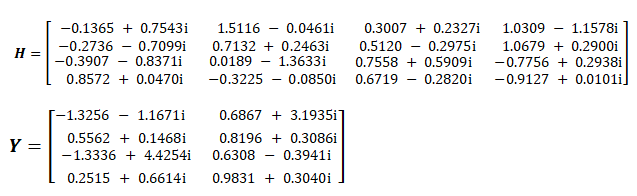 H = [ −0.1365 + 0.7543i 1.5116 − 0.0461i 0.3007 + 0.2327i 1.0309 − 1.1578i
−0.2736 − 0.7099i 0.7132 + 0.2463i 0.5120 − 0.2975i 1.0679 + 0.2900i
−0.3907 − 0.8371i 0.0189 − 1.3633i 0.7558 + 0.5909i −0.7756 + 0.2938i
0.8572 + 0.0470i −0.3225 − 0.0850i 0.6719 − 0.2820i −0.9127 + 0.0101i ]
Y = [ −1.3256 − 1.1671i 0.6867 + 3.1935i
0.5562 + 0.1468i 0.8196 + 0.3086i
−1.3336 + 4.4254i 0.6308 − 0.3941i
0.2515 + 0.6614i 0.9831 + 0.3040i ]